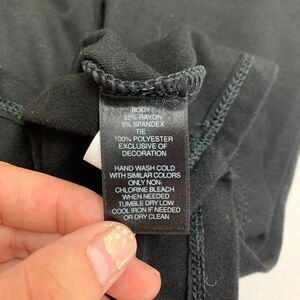 BODY:
95% RAYON
5% SPANDEX
TIE:
100% POLYESTER
EXCLUSIVE OF
DECORATION
HAND WASH COLD
WITH SIMILAR COLORS
ONLY NON-
CHLORINE BLEACH
WHEN NEEDED
TUMBLE DRY LOW
COOL IRON IF NEEDED
OR DRY CLEAN